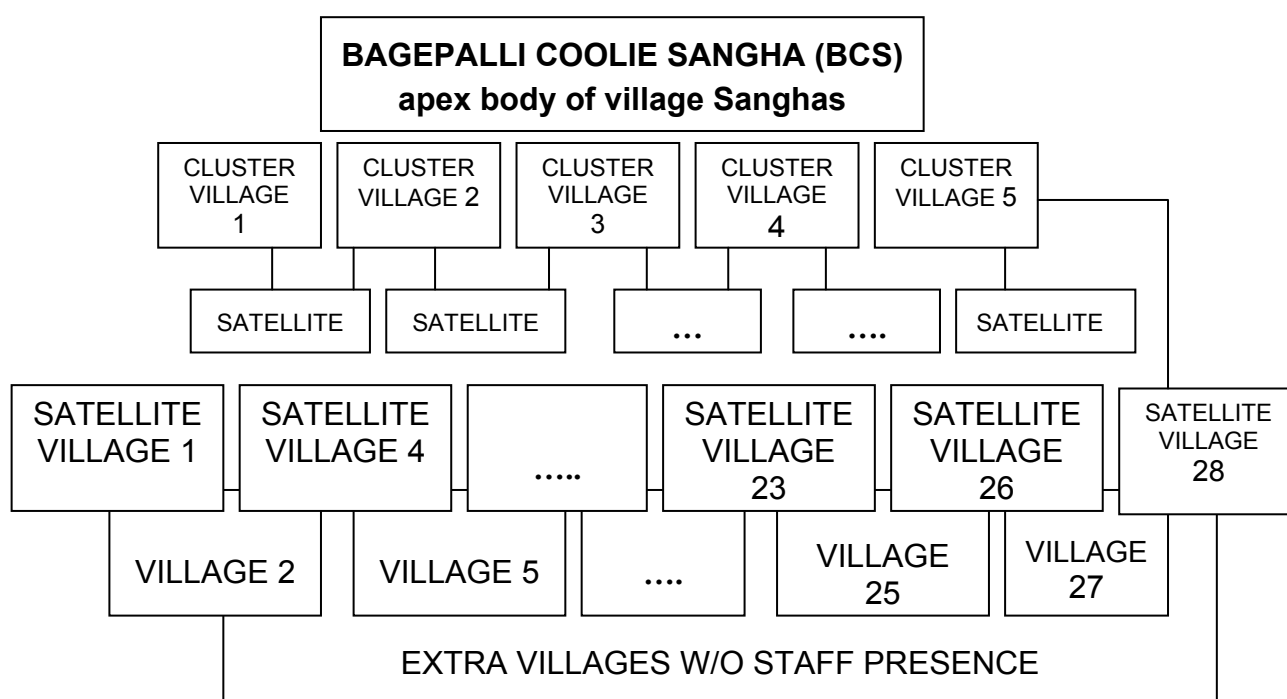 BAGEPALLI COOLIE SANGHA (BCS)
apex body of village Sanghas
CLUSTER
VILLAGE
1
CLUSTER
VILLAGE 2
CLUSTER
VILLAGE
3
CLUSTER
VILLAGE
4
CLUSTER
VILLAGE 5
SATELLITE
SATELLITE
...
....
SATELLITE
SATELLITE
VILLAGE 1
SATELLITE
VILLAGE 4
.....
SATELLITE
VILLAGE
23
SATELLITE
VILLAGE
26
SATELLITE
VILLAGE
28
VILLAGE 2
VILLAGE 5
....
VILLAGE
25
VILLAGE
27
EXTRA VILLAGES W/O STAFF PRESENCE